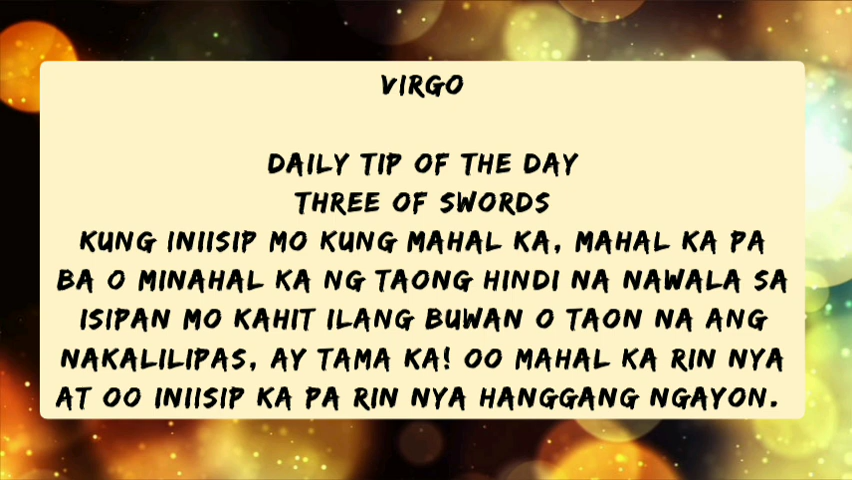 VIRGO
DAILY TIP OF THE DAY
THREE OF SWORDS
KUNG INIISIP MO KUNG MAHAL KA, MAHAL KA PA
BA O MINAHAL KA NG TAONG HINDI NA NAWALA SA
ISIPAN MO KAHIT ILANG BUWAN O TAON NA ANG
NAKALILIPAS, AY TAMA KA! OO MAHAL KA RIN NYA
AT OO INIISIP KA PA RIN NYA HANGGANG NGAYON.